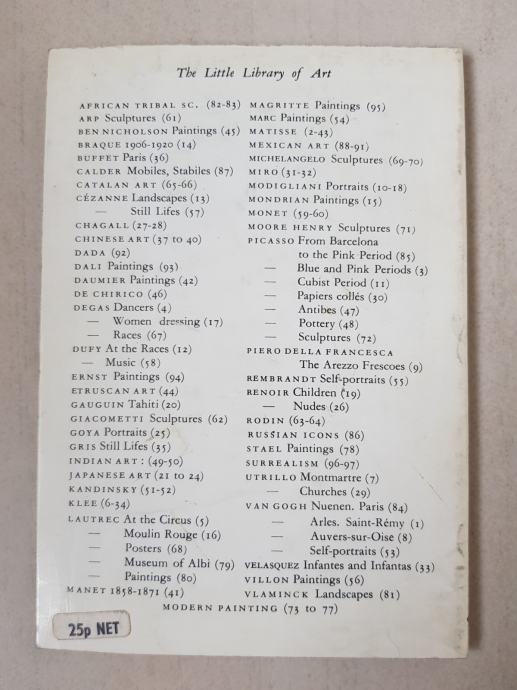 The Little Library of Art
AFRICAN TRIBAL SC. (82-83)
ARP Sculptures (61)
BEN NICHOLSON Paintings (45)
BRAQUE 1906-1920 (14)
BUFFET Paris (36)
CALDER Mobiles, Stabiles (87)
CATALAN ART (65-66)
CÉZANNE Landscapes (13)
— Still Lifes (57)
CHAGALL (27-28)
CHINESE ART (37 to 40)
DADA (92)
DALI Paintings (93)
DAUMIER Paintings (42)
DE CHIRICO (46)
DEGAS Dancers (4)
— Women dressing (17)
— Races (67)
DUFY At the Races (12)
— Music (58)
ERNST Paintings (94)
ETRUSCAN ART (44)
GAUGUIN Tahiti (20)
GIACOMETTI Sculptures (62)
GOYA Portraits (25)
GRIS Still Lifes (35)
INDIAN ART : (49-50)
JAPANESE ART (21 to 24)
KANDINSKY (51-52)
KLEE (6-34)
LAUTREC At the Circus (5)
— Moulin Rouge (16)
— Posters (68)
— Museum of Albi (79)
— Paintings (80)
MANET 1858-1871 (41)
MAGRITTE Paintings (95)
MARC Paintings (54)
MATISSE (2-43)
MEXICAN ART (88-91)
MICHELANGELO Sculptures (69-70)
MIRO (31-32)
MODIGLIANI Portraits (10-18)
MONDRIAN Paintings (15)
MONET (59-60)
MOORE HENRY Sculptures (71)
PICASSO From Barcelona
to the Pink Period (85)
— Blue and Pink Periods (3)
— Cubist Period (11)
— Papiers collés (30)
— Antibes (47)
— Pottery (48)
— Sculptures (72)
PIERO DELLA FRANCESCA
The Arezzo Frescoes (9)
REMBRANDT Self-portraits (55)
RENOIR Children (19)
— Nudes (26)
RODIN (63-64)
RUSSIAN ICONS (86)
STAEL Paintings (78)
SURREALISM (96-97)
UTRILLO Montmartre (7)
— Churches (29)
VAN GOGH Nuenen. Paris (84)
— Arles. Saint-Rémy (1)
— Auvers-sur-Oise (8)
— Self-portraits (53)
VELASQUEZ Infantes and Infantas (33)
VILLON Paintings (56)
VLAMINCK Landscapes (81)
MODERN PAINTING (73 to 77)
25p NET